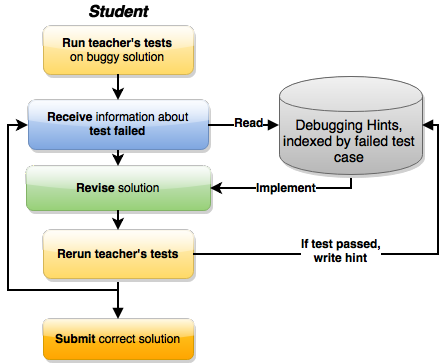 Student
Run teacher's tests
on buggy solution
Receive information about
test failed
Read
Debugging Hints,
indexed by failed test
case
Revise solution
Implement
Rerun teacher's tests
If test passed,
write hint
Submit correct solution